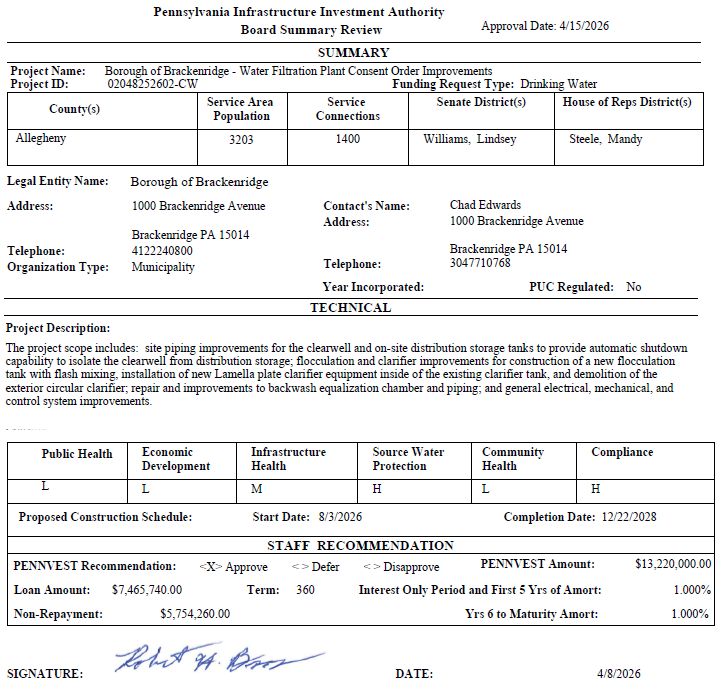 Pennsylvania Infrastructure Investment Authority
Board Summary Review
Approval Date: 4/15/2026
SUMMARY
Project Name: Borough of Brackenridge - Water Filtration Plant Consent Order Improvements
Project ID: 02048252602-CW Funding Request Type: Drinking Water
County(s) Service Area Population Service Connections Senate District(s) House of Reps District(s)
Allegheny 3203 1400 Williams, Lindsey Steele, Mandy
Legal Entity Name: Borough of Brackenridge
Address: 1000 Brackenridge Avenue
Brackenridge PA 15014
Telephone: 4122240800
Organization Type: Municipality
Contact's Name: Chad Edwards
Address: 1000 Brackenridge Avenue
Brackenridge PA 15014
Telephone: 3047710768
Year Incorporated: PUC Regulated: No
TECHNICAL
Project Description:
The project scope includes: site piping improvements for the clearwell and on-site distribution storage tanks to provide automatic shutdown
capability to isolate the clearwell from distribution storage; flocculation and clarifier improvements for construction of a new flocculation
tank with flash mixing, installation of new Lamella plate clarifier equipment inside of the existing clarifier tank, and demolition of the
exterior circular clarifier; repair and improvements to backwash equalization chamber and piping; and general electrical, mechanical, and
control system improvements.
Public Health Economic Development Infrastructure Health Source Water Protection Community Health Compliance
L L M H L H
Proposed Construction Schedule: Start Date: 8/3/2026 Completion Date: 12/22/2028
STAFF RECOMMENDATION
PENNVEST Recommendation: <X> Approve < > Defer < > Disapprove PENNVEST Amount: $13,220,000.00
Loan Amount: $7,465,740.00 Term: 360 Interest Only Period and First 5 Yrs of Amort: 1.000%
Non-Repayment: $5,754,260.00 Yrs 6 to Maturity Amort: 1.000%
SIGNATURE: DATE: 4/8/2026